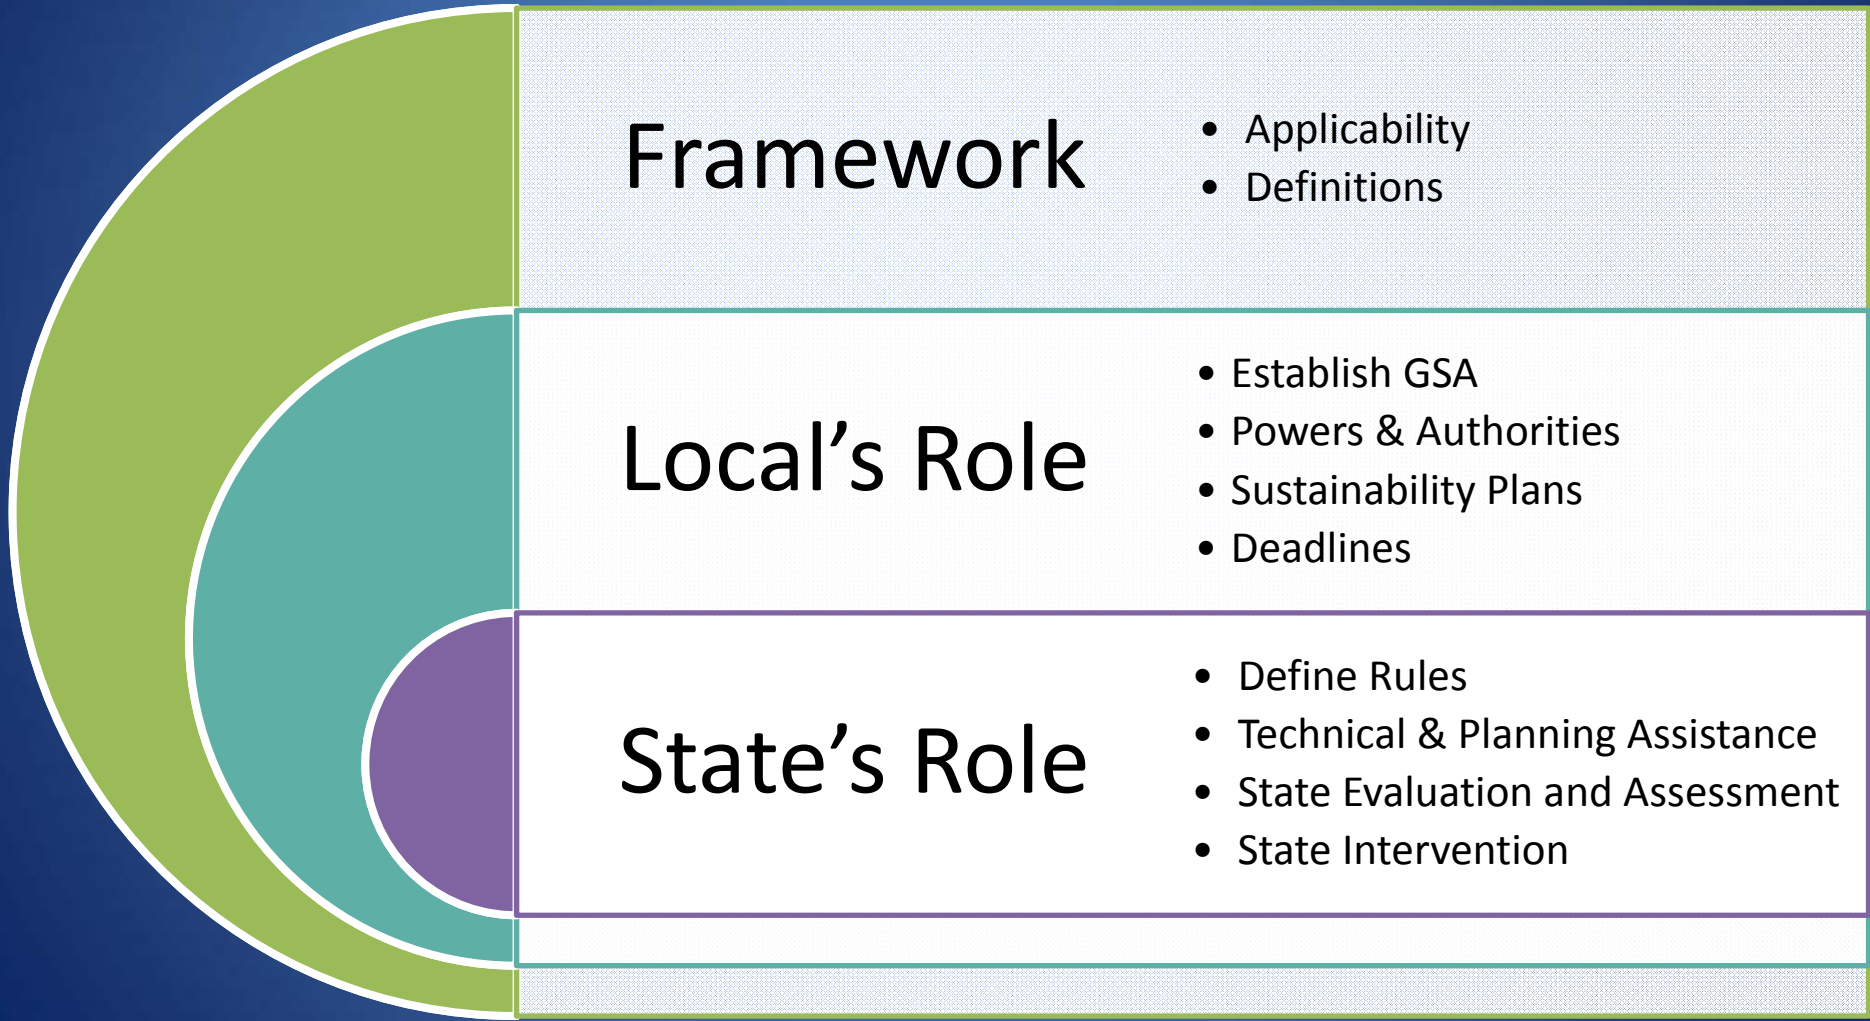 Framework
• Applicability
• Definitions
Local’s Role
• Establish GSA
• Powers & Authorities
• Sustainability Plans
• Deadlines
State’s Role
• Define Rules
• Technical & Planning Assistance
• State Evaluation and Assessment
• State Intervention